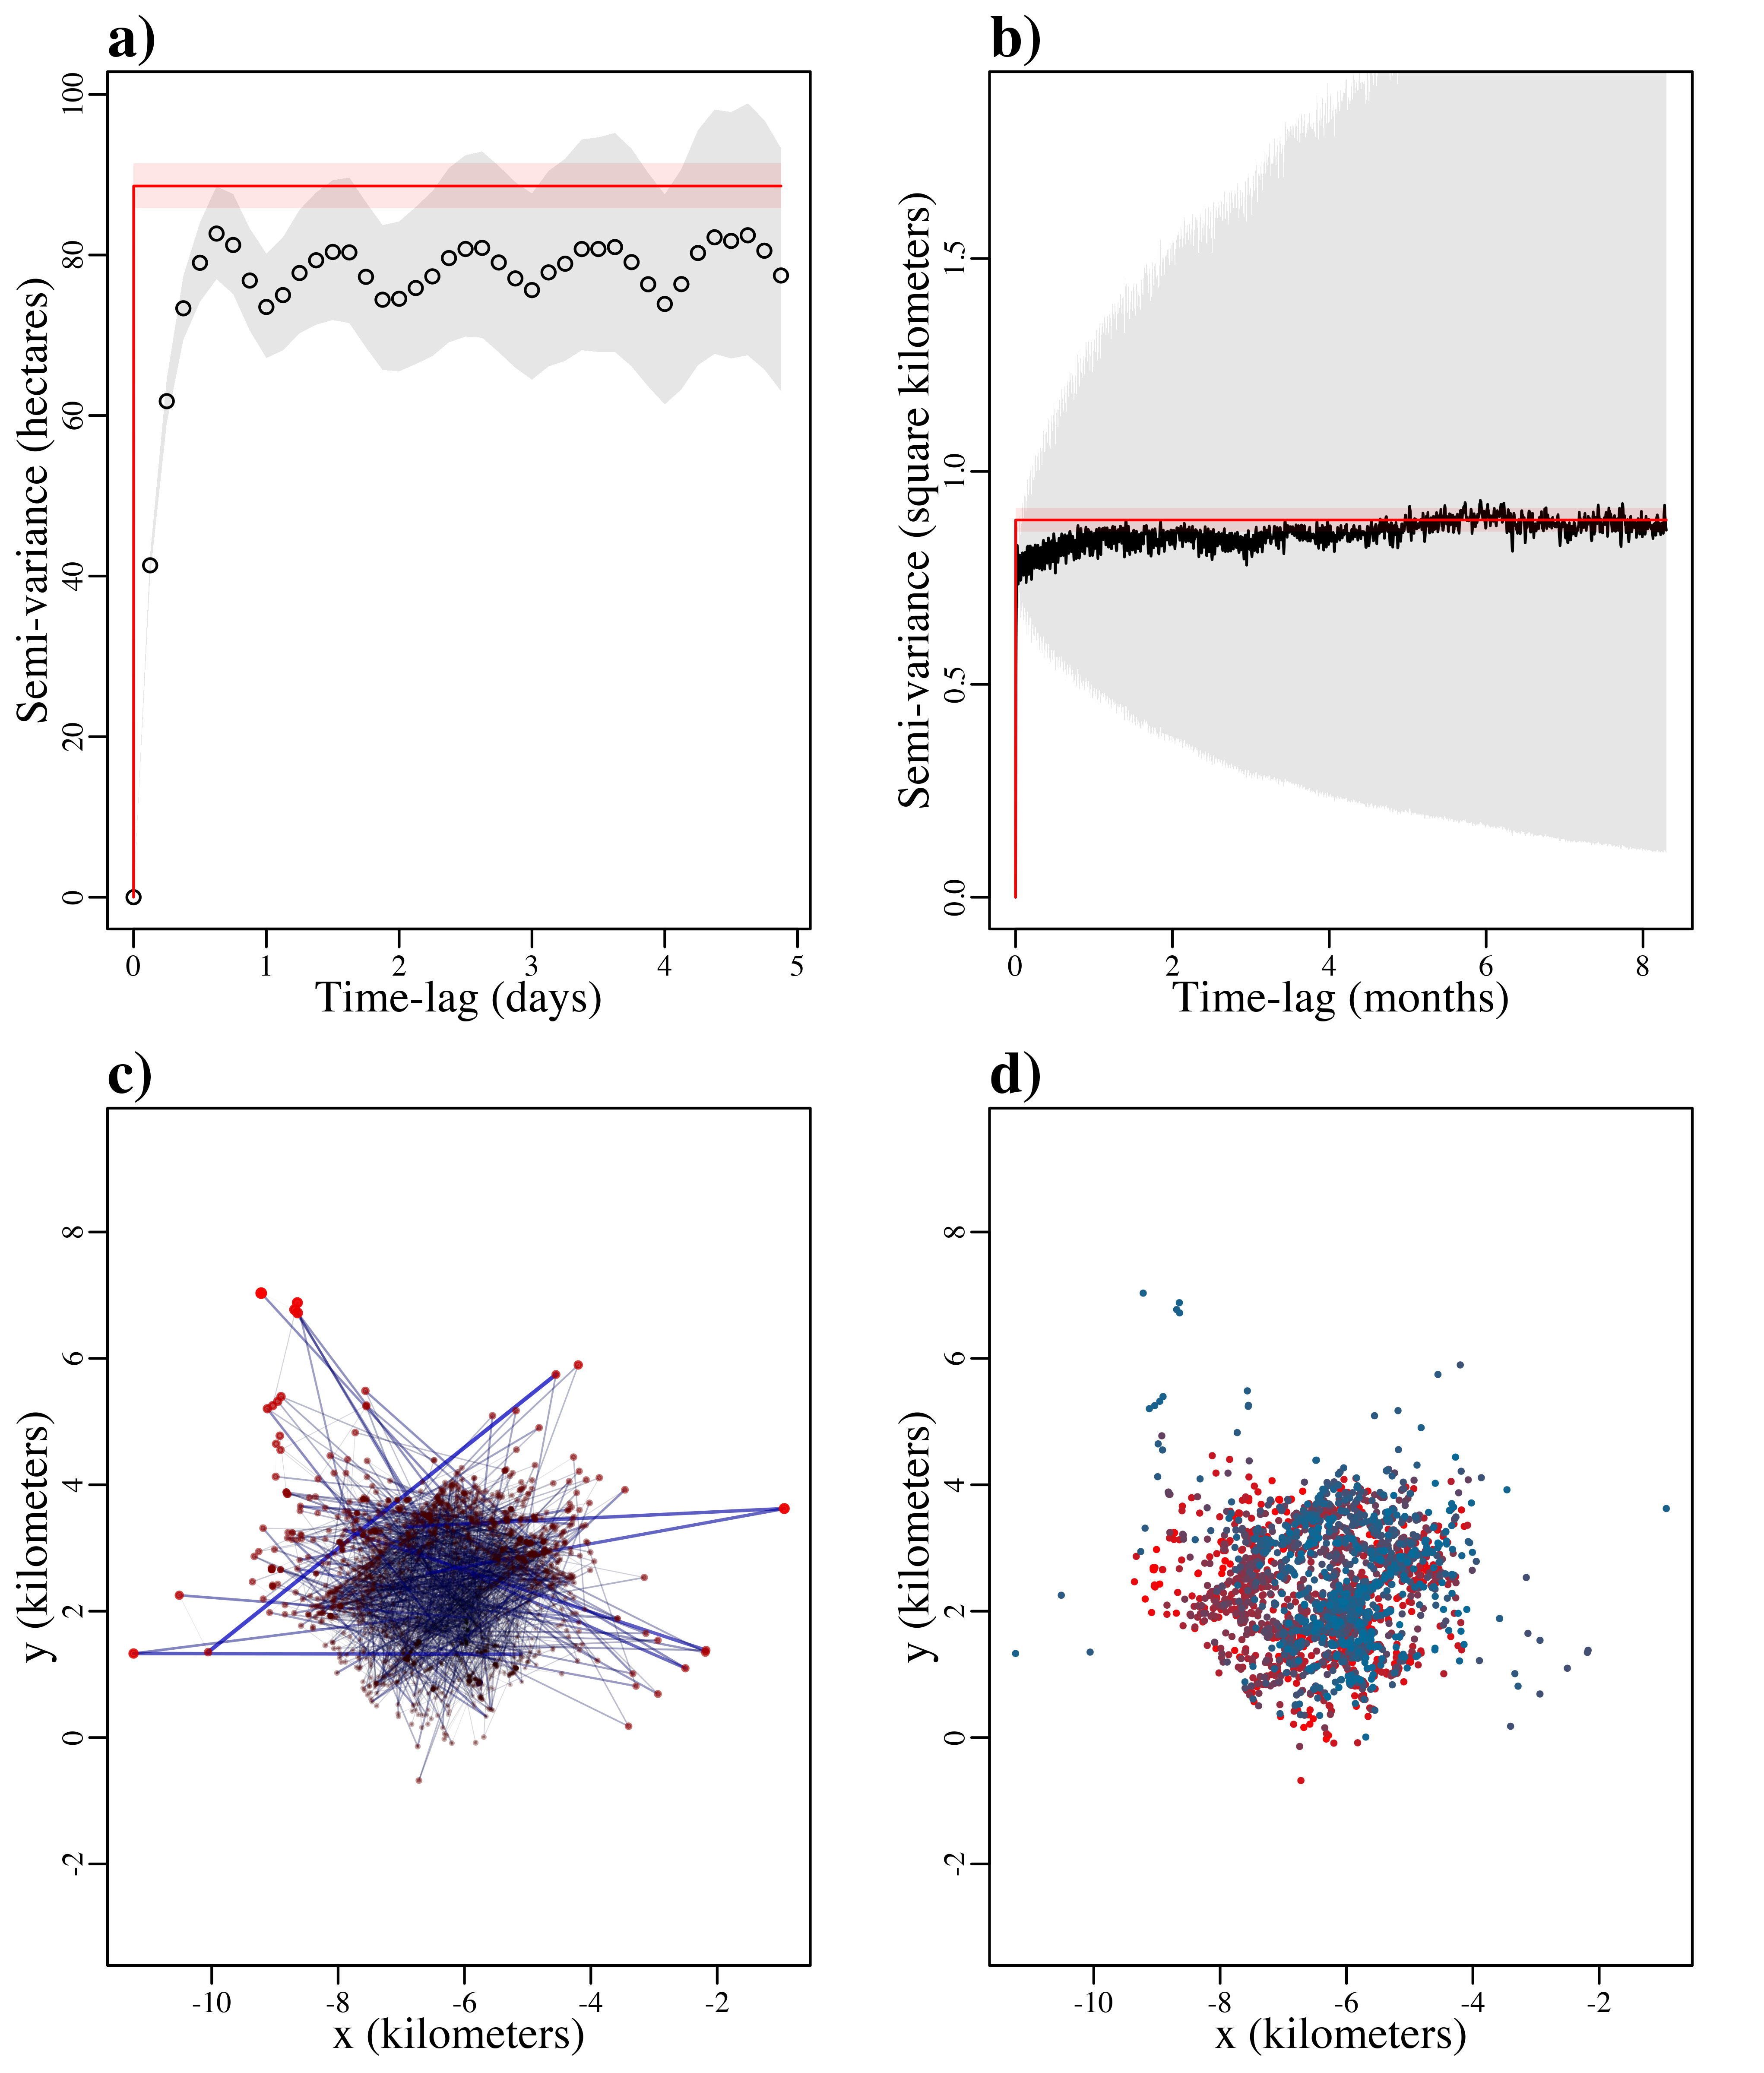 a)
Semi-variance (hectares)
100
80
60
40
20
0
0 1 2 3 4 5
Time-lag (days)
b)
Semi-variance (square kilometers)
1.5
1.0
0.5
0.0
0 2 4 6 8
Time-lag (months)
c)
y (kilometers)
8
6
4
2
0
-2
-10 -8 -6 -4 -2
x (kilometers)
d)
y (kilometers)
8
6
4
2
0
-2
-10 -8 -6 -4 -2
x (kilometers)